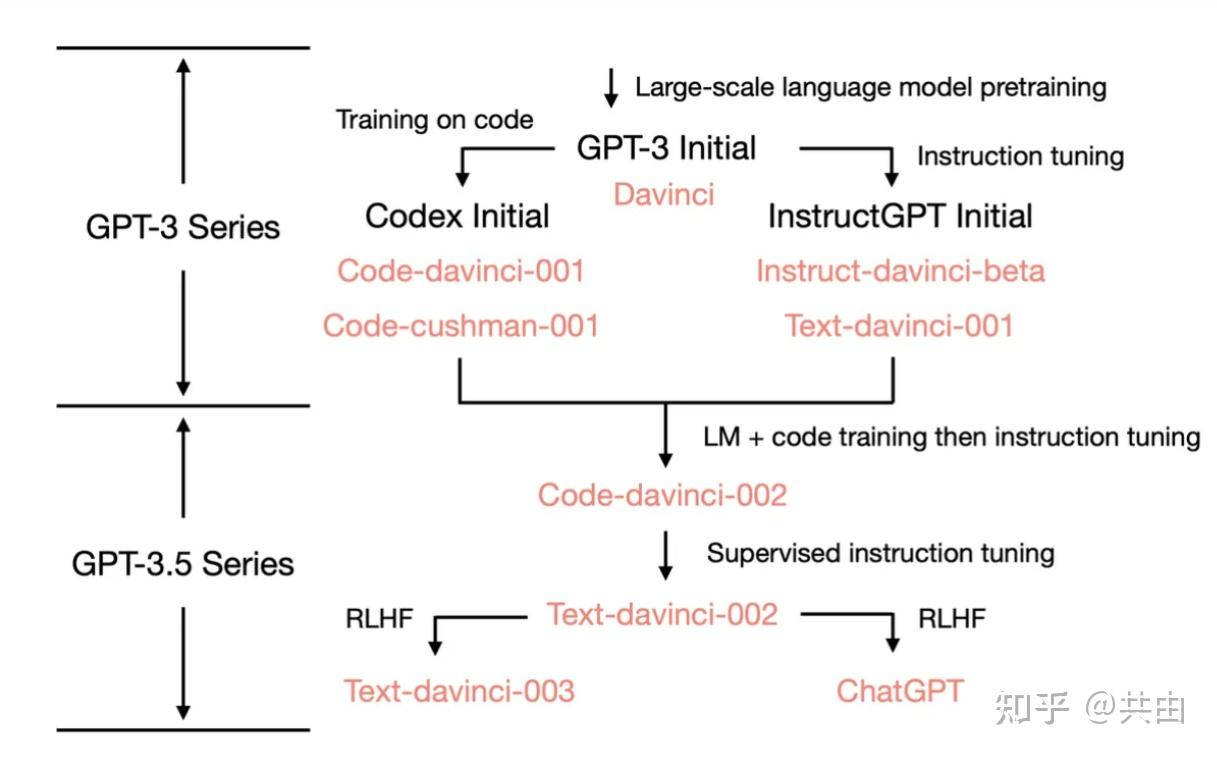 Large-scale language model pretraining
Training on code
GPT-3 Initial
Instruction tuning
Davinci
Codex Initial
InstructGPT Initial
GPT-3 Series
Code-davinci-001
Instruct-davinci-beta
Code-cushman-001
Text-davinci-001
LM + code training then instruction tuning
Code-davinci-002
GPT-3.5 Series
Supervised instruction tuning
RLHF
Text-davinci-002
RLHF
Text-davinci-003
ChatGPT
知乎 @共由